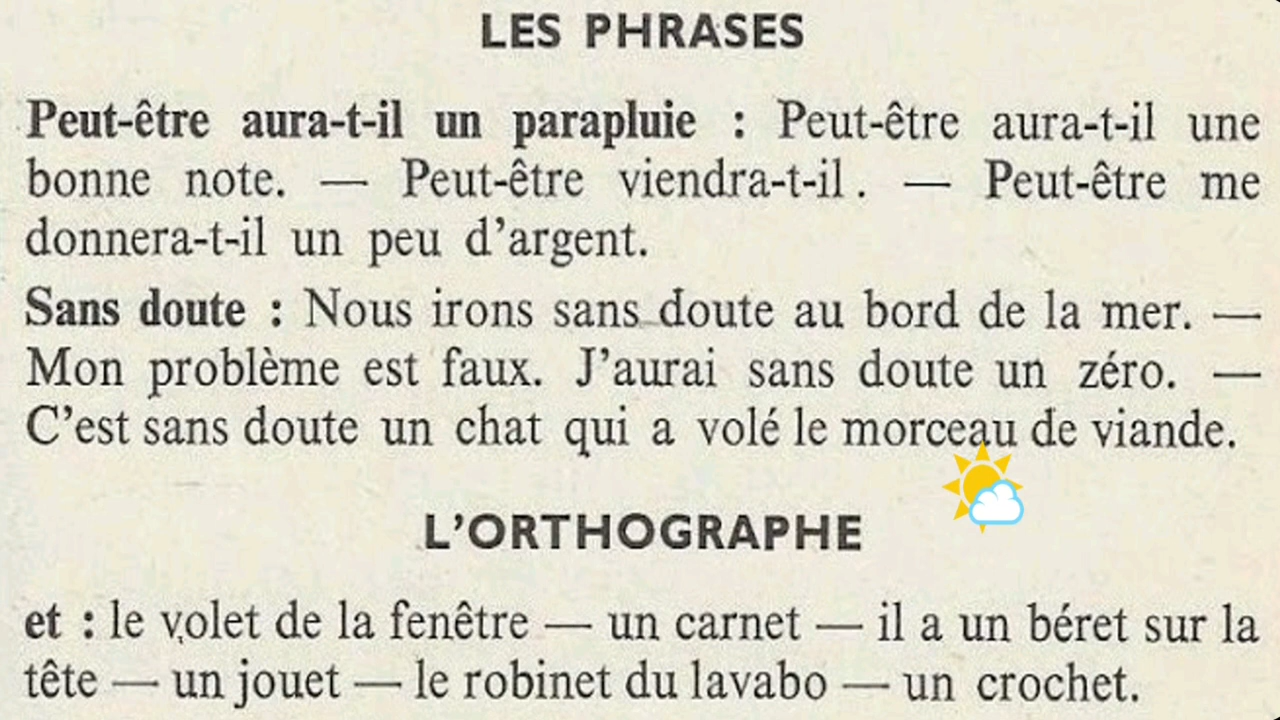 LES PHRASES
Peut-être aura-t-il un parapluie : Peut-être aura-t-il une
bonne note. — Peut-être viendra-t-il. — Peut-être me
donnera-t-il un peu d’argent.
Sans doute : Nous irons sans doute au bord de la mer. —
Mon problème est faux. J’aurai sans doute un zéro. —
C’est sans doute un chat qui a volé le morceau de viande.
L’ORTHOGRAPHE
et : le volet de la fenêtre — un carnet — il a un béret sur la
tête — un jouet — le robinet du lavabo — un crochet.